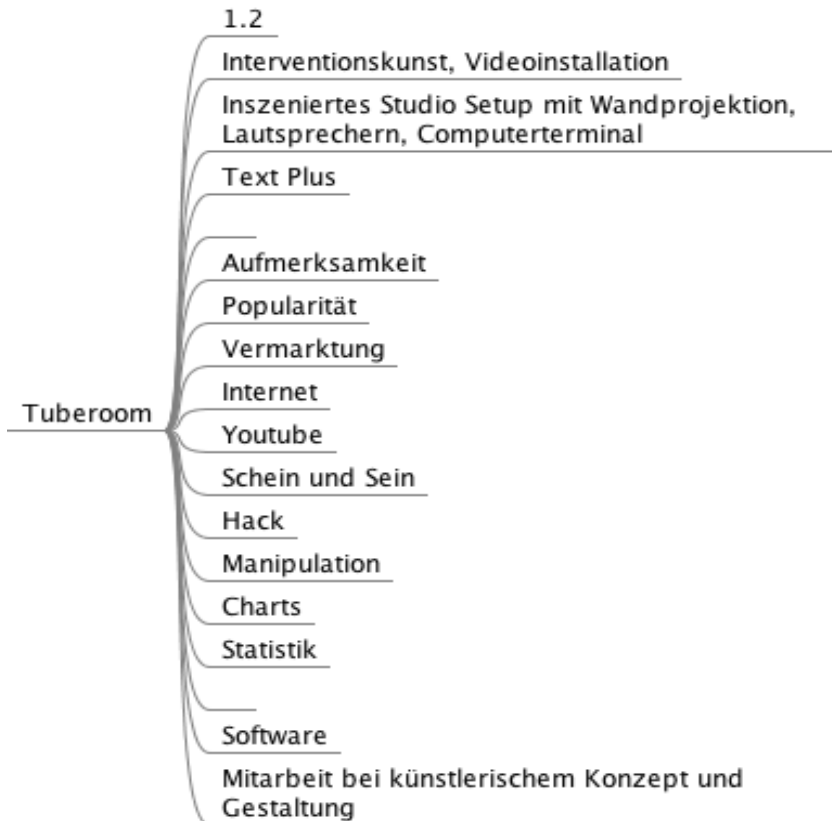 1.2
Interventionskunst, Videoinstallation
Inszeniertes Studio Setup mit Wandprojektion,
Lautsprechern, Computerterminal
Text Plus
Aufmerksamkeit
Popularität
Vermarktung
Internet
Tuberoom
Youtube
Schein und Sein
Hack
Manipulation
Charts
Statistik
Software
Mitarbeit bei künstlerischem Konzept und
Gestaltung